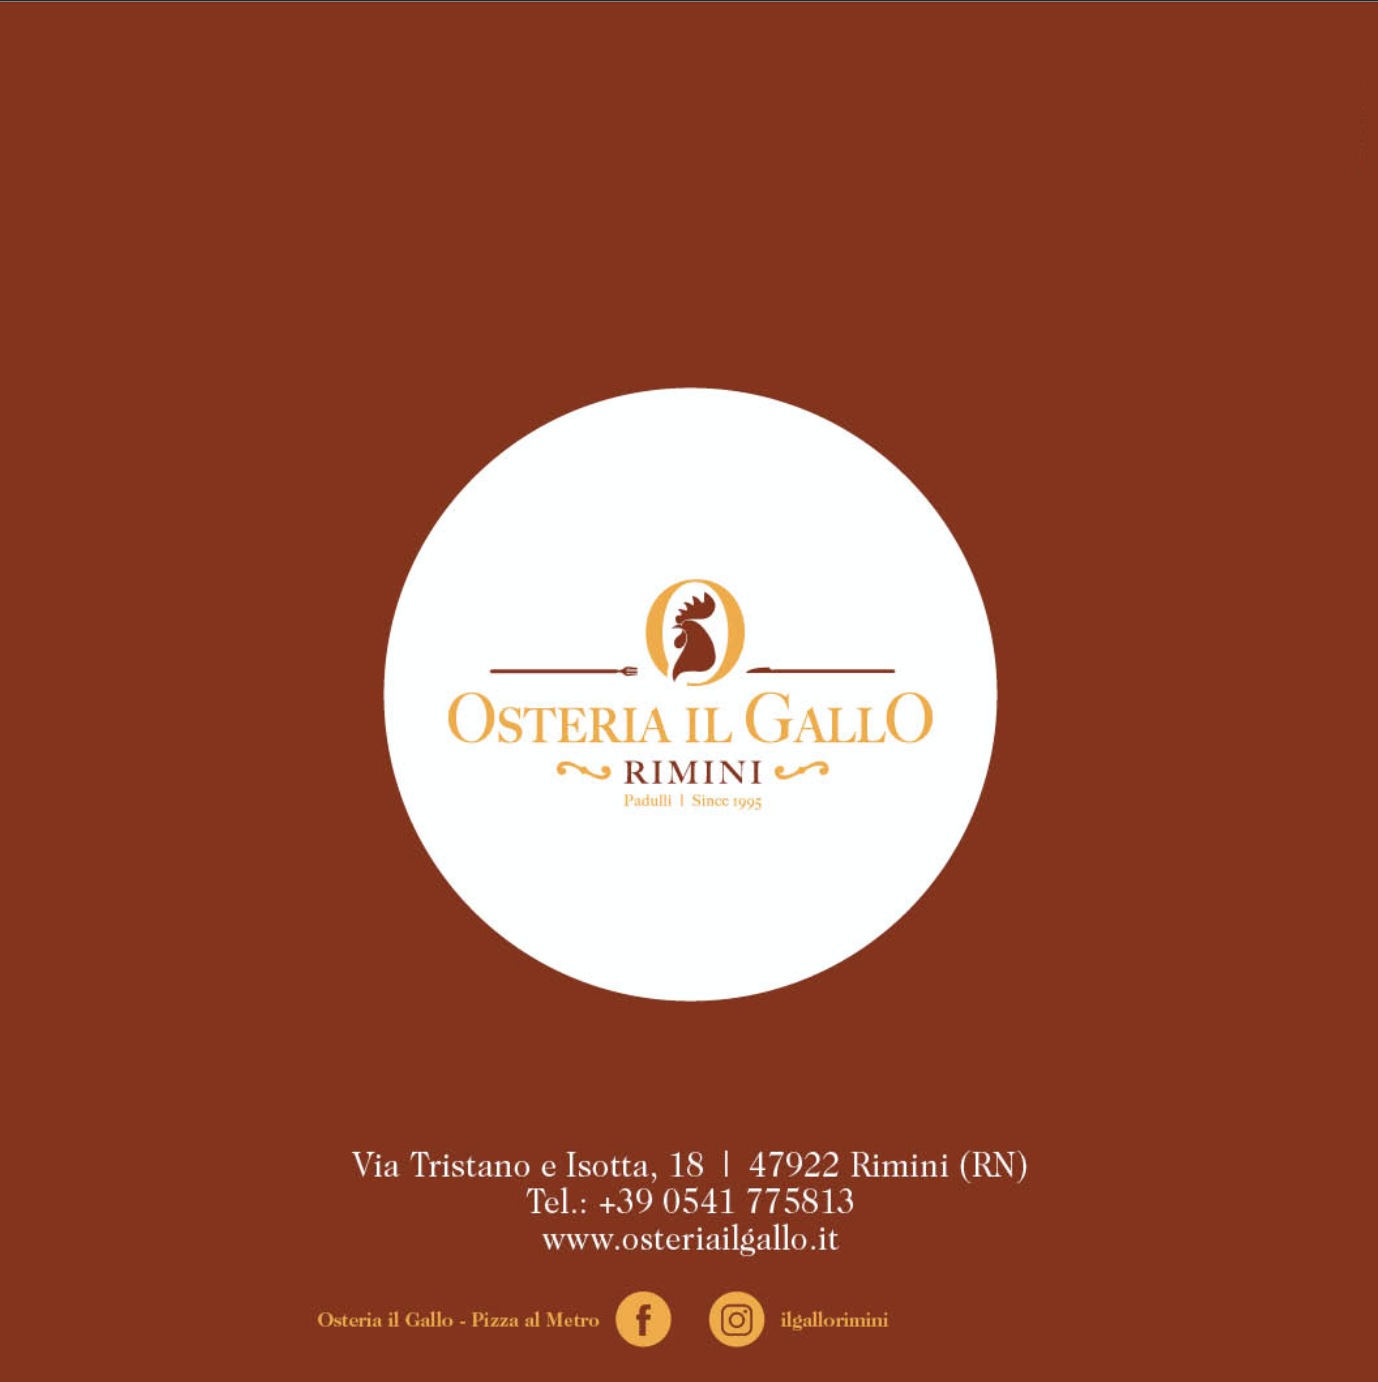 OSTERIA IL GALLO
RIMINI
Padulli | Since 1995
Via Tristano e Isotta, 18 | 47922 Rimini (RN)
Tel.: +39 0541 775813
www.osteriailgallo.it
Osteria il Gallo - Pizza al Metro
ilgallorimini